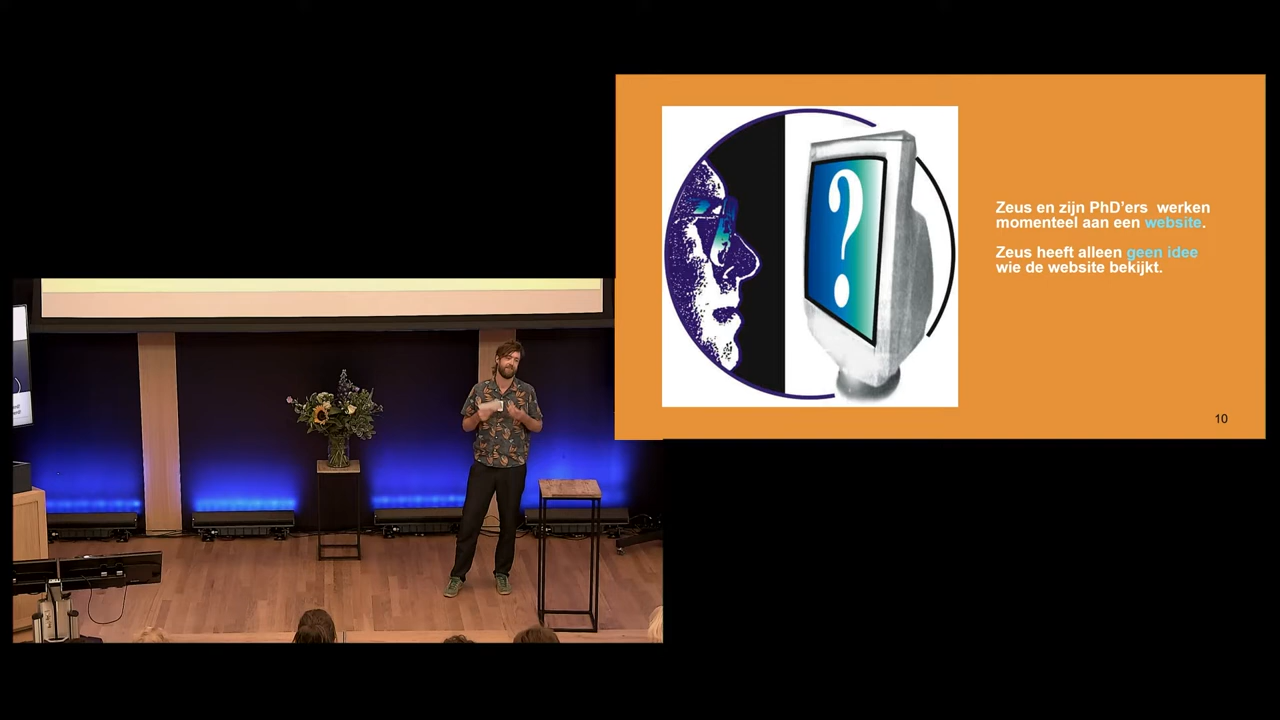 ?
Zeus en zijn PhD'ers  werken
momenteel aan een website.
Zeus heeft alleen geen idee
wie de website bekijkt.
10